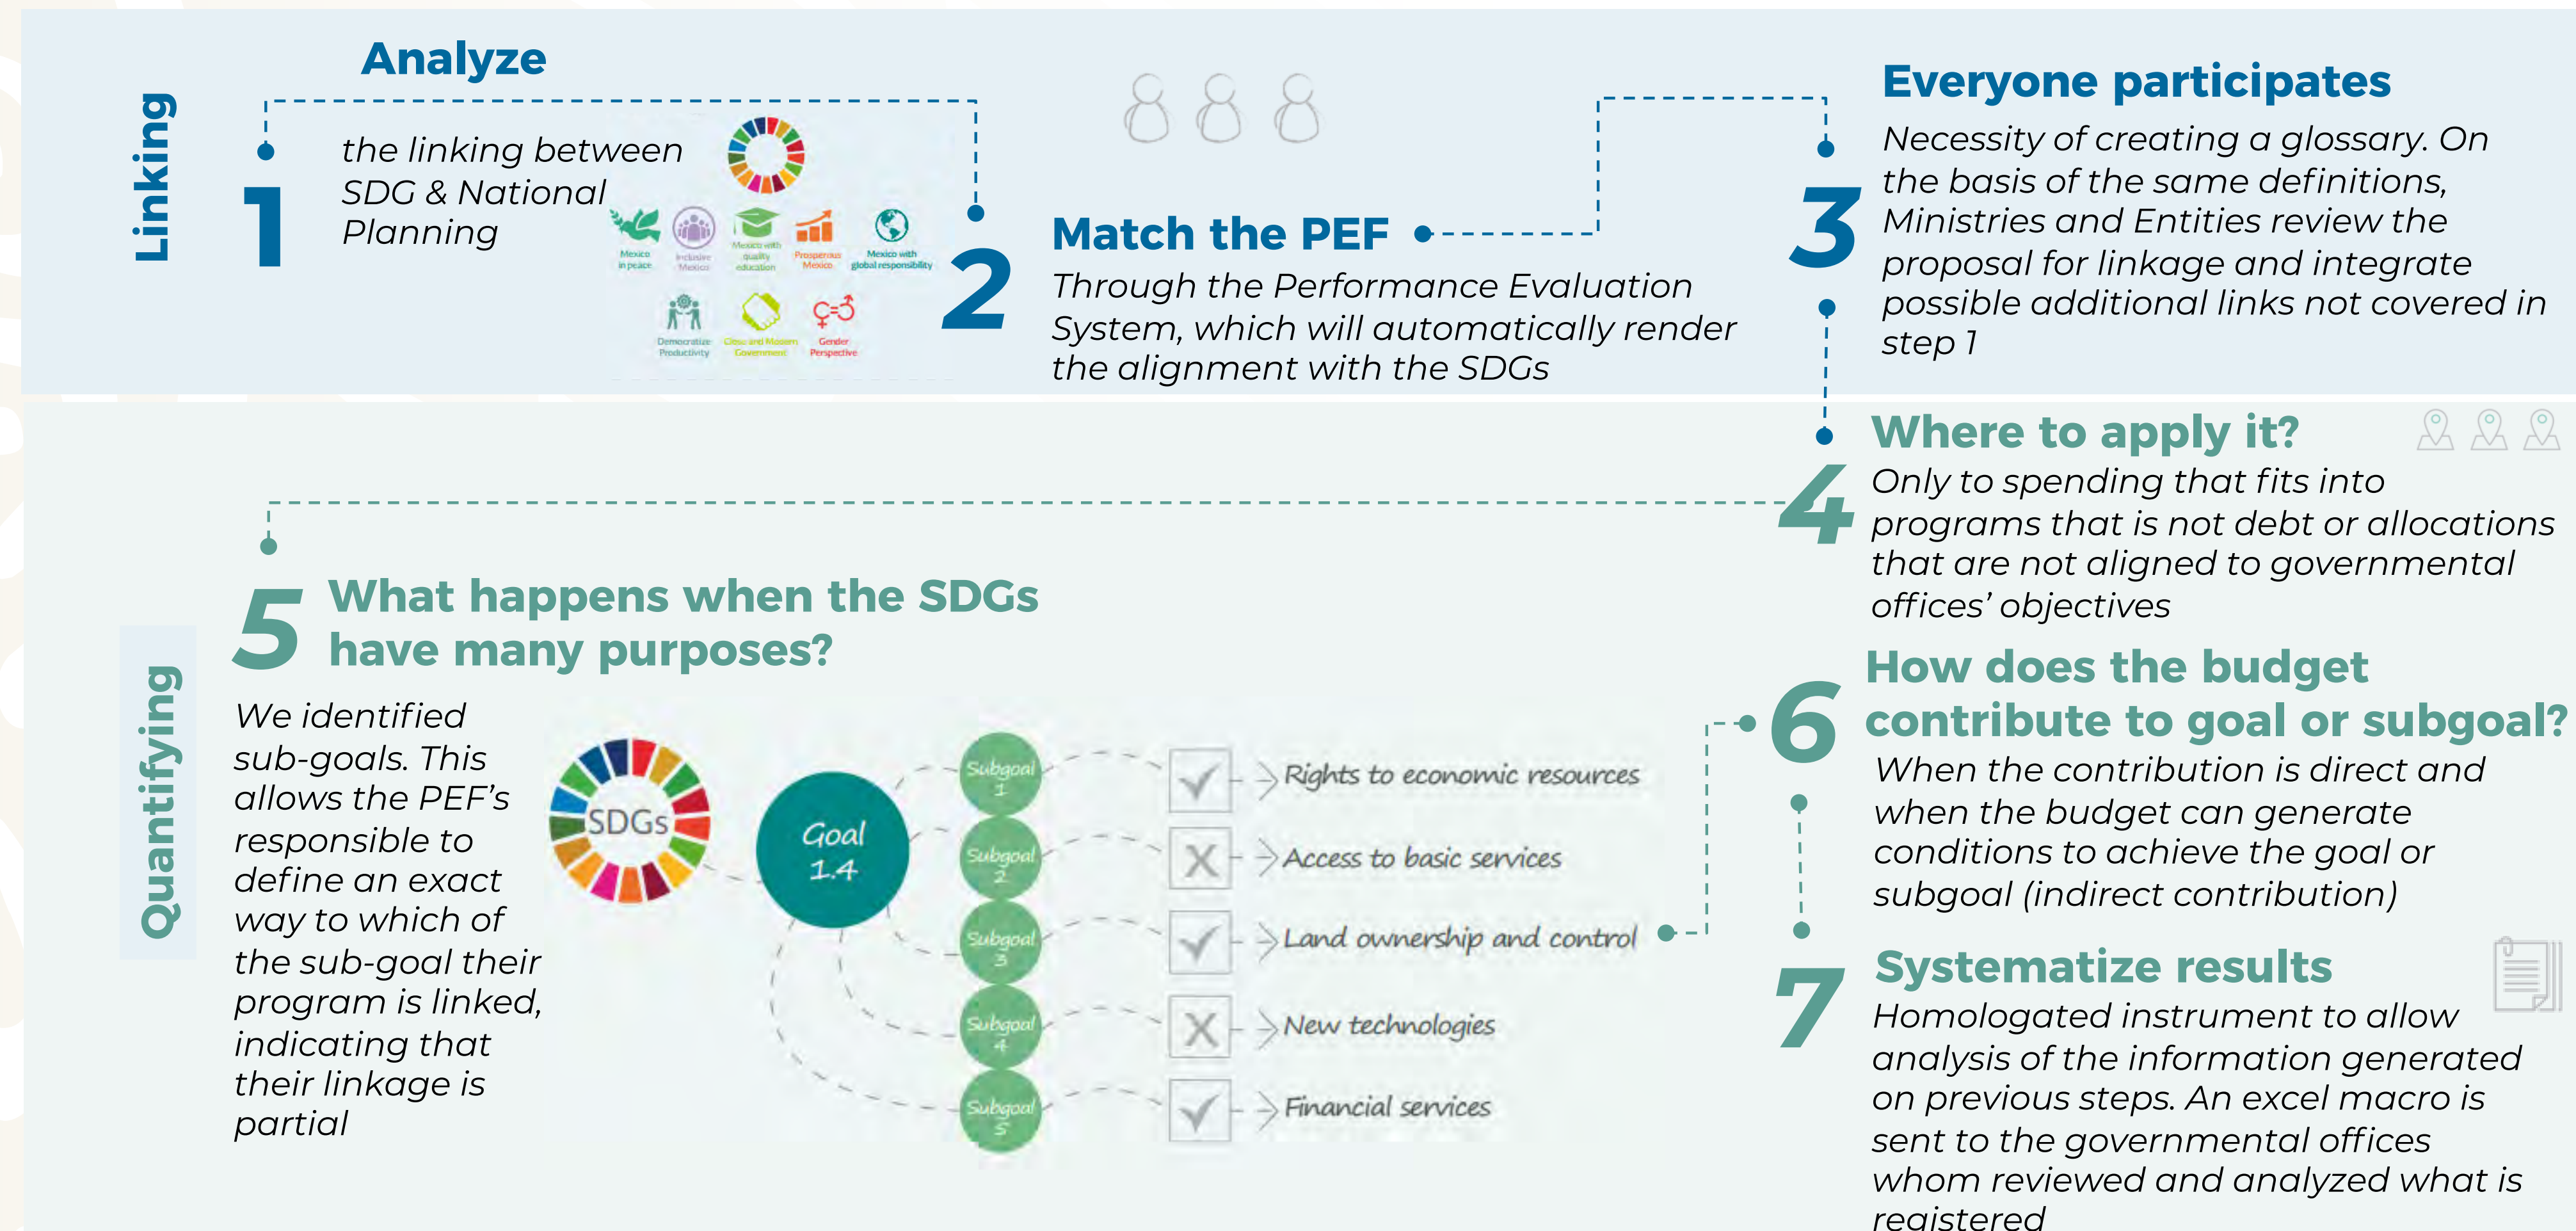 Linking
Analyze
1
the linking between
SDG & National
Planning
Mexico
in peace
Inclusive
Mexico
Mexico with
quality
education
Prosperous
Mexico
Mexico with
global responsibility
Democratize
Productivity
Close and Modern
Government
Gender
Perspective
2
Match the PEF
Through the Performance Evaluation
System, which will automatically render
the alignment with the SDGs
3
Everyone participates
Necessity of creating a glossary. On
the basis of the same definitions,
Ministries and Entities review the
proposal for linkage and integrate
possible additional links not covered in
step 1
Quantifying
4
Where to apply it?
Only to spending that fits into
programs that is not debt or allocations
that are not aligned to governmental
offices’ objectives
5
What happens when the SDGs
have many purposes?
We identified
sub-goals. This
allows the PEF’s
responsible to
define an exact
way to which of
the sub-goal their
program is linked,
indicating that
their linkage is
partial
SDGs
Goal
1.4
Subgoal
1
Rights to economic resources
Subgoal
2
Access to basic services
Subgoal
3
Land ownership and control
Subgoal
4
New technologies
Subgoal
5
Financial services
6
How does the budget
contribute to goal or subgoal?
When the contribution is direct and
when the budget can generate
conditions to achieve the goal or
subgoal (indirect contribution)
7
Systematize results
Homologated instrument to allow
analysis of the information generated
on previous steps. An excel macro is
sent to the governmental offices
whom reviewed and analyzed what is
registered